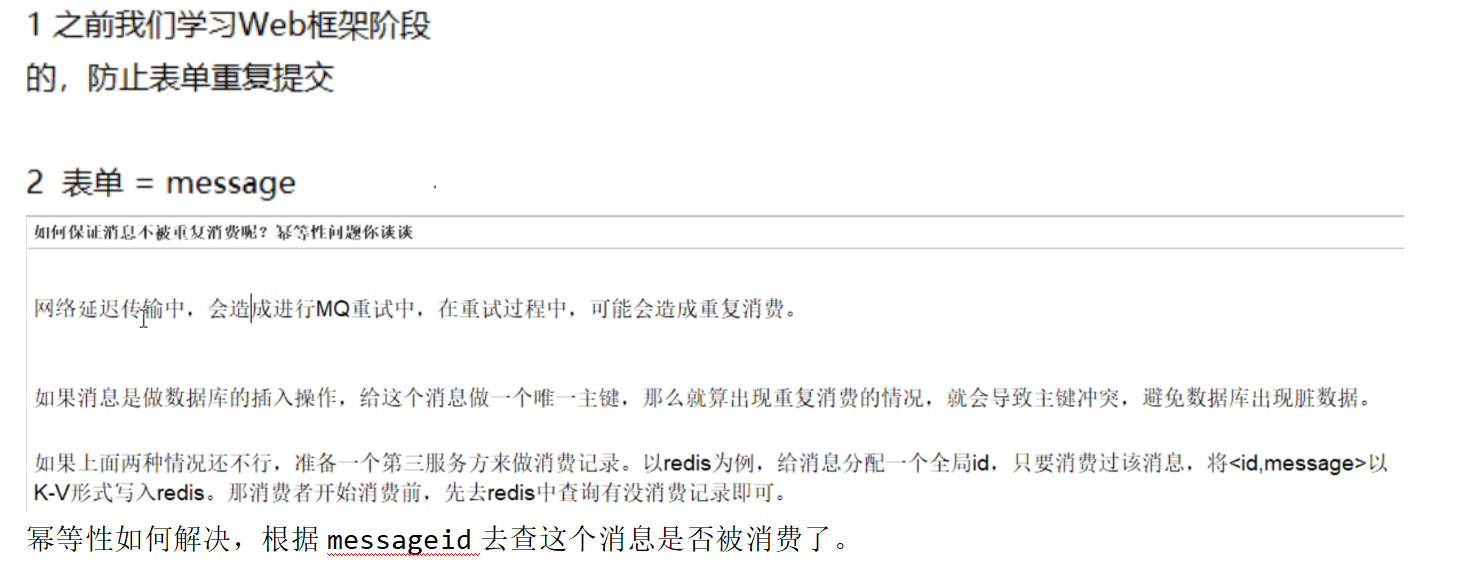 1 之前我们学习Web框架阶段
的，防止表单重复提交
2 表单 = message
如何保证消息不被重复消费呢？幂等性问题你谈谈
网络延迟传输中，会造成进行MQ重试中，在重试过程中，可能会造成重复消费。
如果消息是做数据库的插入操作，给这个消息做一个唯一主键，那么就算出现重复消费的情况，就会导致主键冲突，避免数据库出现脏数据。
如果上面两种情况还不行，准备一个第三服务方来做消费记录。以redis为例，给消息分配一个全局id，只要消费过该消息，将<id,message>以
K-V形式写入redis。那消费者开始消费前，先去redis中查询有没消费记录即可。
幂等性如何解决，根据 messageid 去查这个消息是否被消费了。